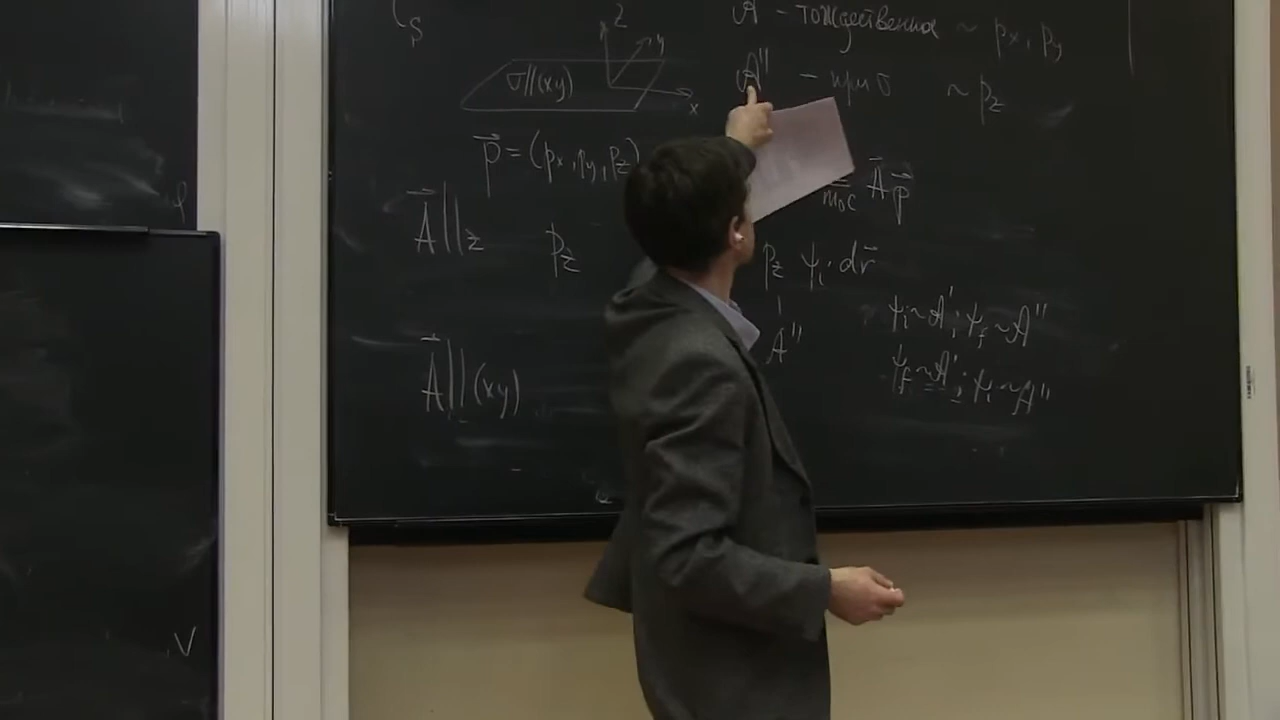 C_s
z
y
x
σ∥(xy)
A' - тождественна ~ p_x, p_y
A'' - при σ ~ p_z
p⃗ = (p_x, p_y, p_z)
m₀c A⃗ p⃗
A⃗ ∥ z p_z
p_z ψ_i · dr⃗
A''
ψ_i ~ A'; ψ_f ~ A''
ψ_f ~ A'; ψ_i ~ A''
A⃗ ∥ (xy)
V